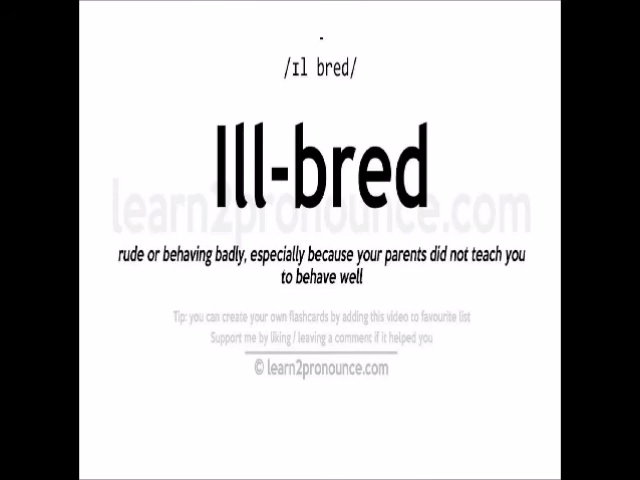 -
/ɪl bred/
Ill-bred
learn2pronounce.com
rude or behaving badly, especially because your parents did not teach you
to behave well
Tip: you can create your own flashcards by adding this video to favourite list
Support me by liking / leaving a comment if it helped you
© learn2pronounce.com